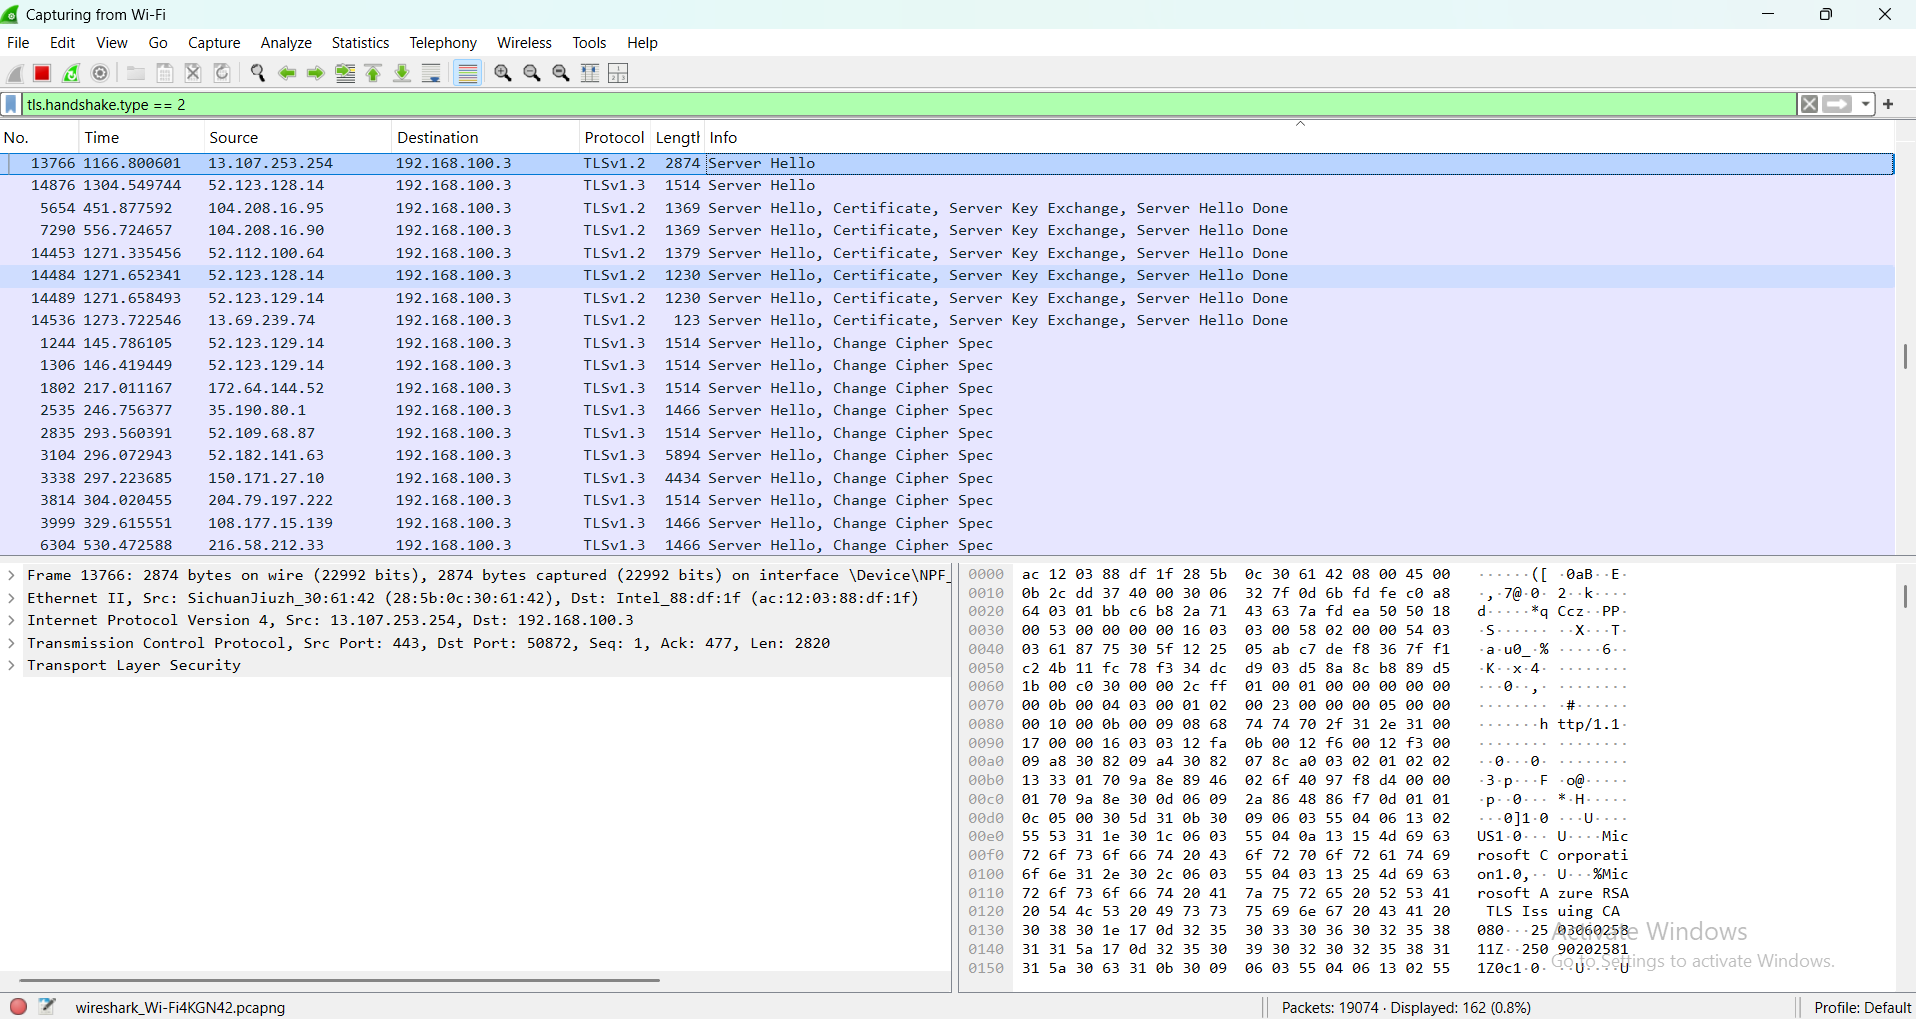 Capturing from Wi-Fi
File Edit View Go Capture Analyze Statistics Telephony Wireless Tools Help
tls.handshake.type == 2
No. Time Source Destination Protocol Lengtl Info
13766 1166.800601 13.107.253.254 192.168.100.3 TLSv1.2 2874 Server Hello
14876 1304.549744 52.123.128.14 192.168.100.3 TLSv1.3 1514 Server Hello
5654 451.877592 104.208.16.95 192.168.100.3 TLSv1.2 1369 Server Hello, Certificate, Server Key Exchange, Server Hello Done
7290 556.724657 104.208.16.90 192.168.100.3 TLSv1.2 1369 Server Hello, Certificate, Server Key Exchange, Server Hello Done
14453 1271.335456 52.112.100.64 192.168.100.3 TLSv1.2 1379 Server Hello, Certificate, Server Key Exchange, Server Hello Done
14484 1271.652341 52.123.128.14 192.168.100.3 TLSv1.2 1230 Server Hello, Certificate, Server Key Exchange, Server Hello Done
14489 1271.658493 52.123.129.14 192.168.100.3 TLSv1.2 1230 Server Hello, Certificate, Server Key Exchange, Server Hello Done
14536 1273.722546 13.69.239.74 192.168.100.3 TLSv1.2 123 Server Hello, Certificate, Server Key Exchange, Server Hello Done
1244 145.786105 52.123.129.14 192.168.100.3 TLSv1.3 1514 Server Hello, Change Cipher Spec
1306 146.419449 52.123.129.14 192.168.100.3 TLSv1.3 1514 Server Hello, Change Cipher Spec
1802 217.011167 172.64.144.52 192.168.100.3 TLSv1.3 1514 Server Hello, Change Cipher Spec
2535 246.756377 35.190.80.1 192.168.100.3 TLSv1.3 1466 Server Hello, Change Cipher Spec
2835 293.560391 52.109.68.87 192.168.100.3 TLSv1.3 1514 Server Hello, Change Cipher Spec
3104 296.072943 52.182.141.63 192.168.100.3 TLSv1.3 5894 Server Hello, Change Cipher Spec
3338 297.223685 150.171.27.10 192.168.100.3 TLSv1.3 4434 Server Hello, Change Cipher Spec
3814 304.020455 204.79.197.222 192.168.100.3 TLSv1.3 1514 Server Hello, Change Cipher Spec
3999 329.615551 108.177.15.139 192.168.100.3 TLSv1.3 1466 Server Hello, Change Cipher Spec
6304 530.472588 216.58.212.33 192.168.100.3 TLSv1.3 1466 Server Hello, Change Cipher Spec
Frame 13766: 2874 bytes on wire (22992 bits), 2874 bytes captured (22992 bits) on interface \Device\NPF_
Ethernet II, Src: SichuanJiuzh_30:61:42 (28:5b:0c:30:61:42), Dst: Intel_88:df:1f (ac:12:03:88:df:1f)
Internet Protocol Version 4, Src: 13.107.253.254, Dst: 192.168.100.3
Transmission Control Protocol, Src Port: 443, Dst Port: 50872, Seq: 1, Ack: 477, Len: 2820
Transport Layer Security
0000 ac 12 03 88 df 1f 28 5b 0c 30 61 42 08 00 45 00 ······([ ·0aB··E·
0010 0b 2c dd 37 40 00 30 06 32 7f 0d 6b fd fe c0 a8 ·,·7@·0· 2··k····
0020 64 03 01 bb c6 b8 2a 71 43 63 7a fd ea 50 50 18 d·····*q Ccz··PP·
0030 00 53 00 00 00 00 16 03 03 00 58 02 00 00 54 03 ·S······ ··X···T·
0040 03 61 87 75 30 5f 12 25 05 ab c7 de f8 36 7f f1 ·a·u0_·% ·····6··
0050 c2 4b 11 fc 78 f3 34 dc d9 03 d5 8a 8c b8 89 d5 ·K··x·4· ········
0060 1b 00 c0 30 00 00 2c ff 01 00 01 00 00 00 00 00 ···0··,· ········
0070 00 0b 00 04 03 00 01 02 00 23 00 00 00 05 00 00 ········ ·#······
0080 00 10 00 0b 00 09 08 68 74 74 70 2f 31 2e 31 00 ·······h ttp/1.1·
0090 17 00 00 16 03 03 12 fa 0b 00 12 f6 00 12 f3 00 ········ ········
00a0 09 a8 30 82 09 a4 30 82 07 8c a0 03 02 01 02 02 ··0···0· ········
00b0 13 33 01 70 9a 8e 89 46 02 6f 40 97 f8 d4 00 00 ·3·p···F ·o@·····
00c0 01 70 9a 8e 30 0d 06 09 2a 86 48 86 f7 0d 01 01 ·p··0··· *·H·····
00d0 0c 05 00 30 5d 31 0b 30 09 06 03 55 04 06 13 02 ···0]1·0 ···U····
00e0 55 53 31 1e 30 1c 06 03 55 04 0a 13 15 4d 69 63 US1·0··· U····Mic
00f0 72 6f 73 6f 66 74 20 43 6f 72 70 6f 72 61 74 69 rosoft C orporati
0100 6f 6e 31 2e 30 2c 06 03 55 04 03 13 25 4d 69 63 on1.0,·· U···%Mic
0110 72 6f 73 6f 66 74 20 41 7a 75 72 65 20 52 53 41 rosoft A zure RSA
0120 20 54 4c 53 20 49 73 73 75 69 6e 67 20 43 41 20 TLS Iss uing CA
0130 30 38 30 1e 17 0d 32 35 30 33 30 36 30 32 35 38 080···25 03060258
0140 31 31 5a 17 0d 32 35 30 39 30 32 30 32 35 38 31 11Z··250 90202581
0150 31 5a 30 63 31 0b 30 09 06 03 55 04 06 13 02 55 1Z0c1·0· ··U····U
Activate Windows
Go to Settings to activate Windows.
wireshark_Wi-Fi4KGN42.pcapng Packets: 19074 · Displayed: 162 (0.8%) Profile: Default